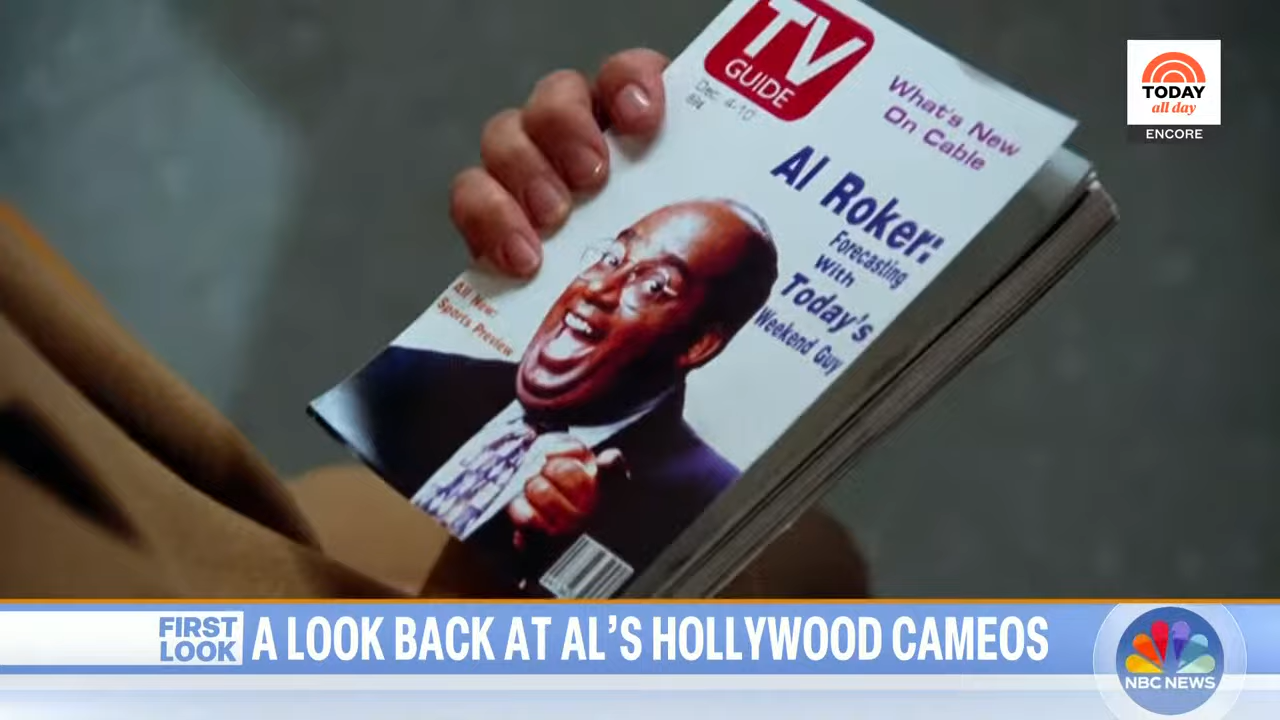 TV
GUIDE
Dec. 4-10
What's New
On Cable
Al Roker:
Forecasting
With
Today's
Weekend Guy
All New:
Sports Preview
TODAY
all day
ENCORE
FIRST
LOOK
A LOOK BACK AT AL'S HOLLYWOOD CAMEOS
NBC NEWS